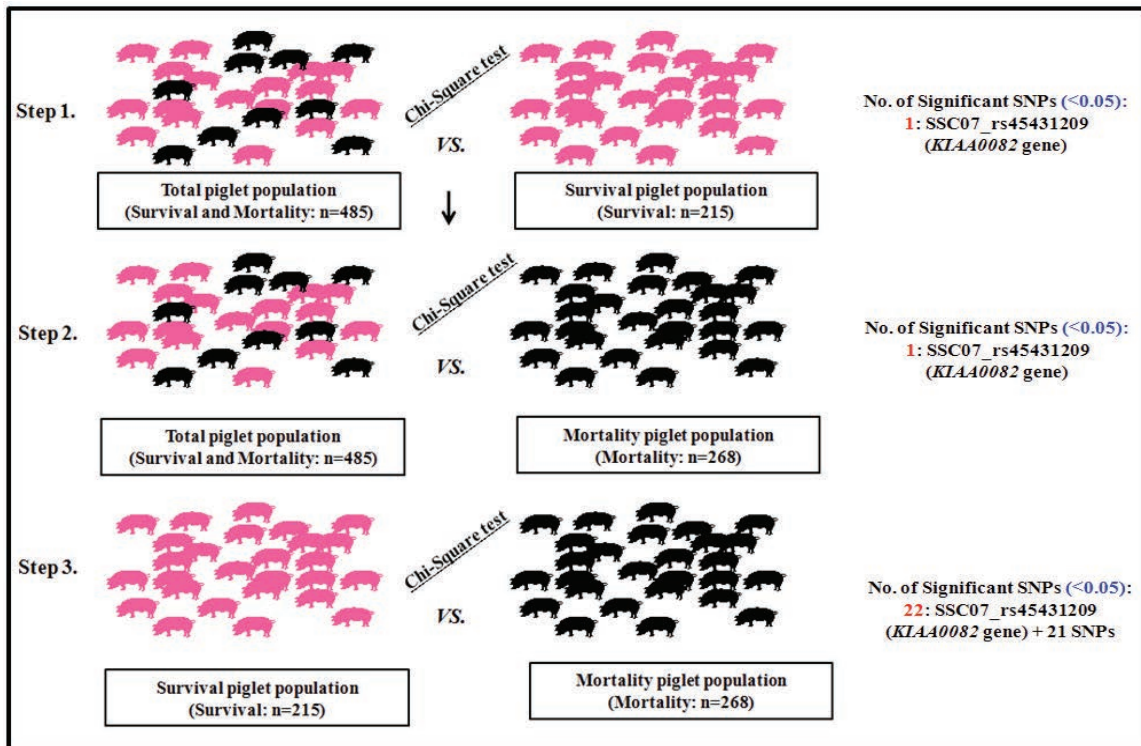 Step 1.
Chi-Square test
VS.
Total piglet population
(Survival and Mortality: n=485)
Survival piglet population
(Survival: n=215)
No. of Significant SNPs (<0.05):
1: SSC07_rs45431209
(KIAA0082 gene)
Step 2.
Chi-Square test
VS.
Total piglet population
(Survival and Mortality: n=485)
Mortality piglet population
(Mortality: n=268)
No. of Significant SNPs (<0.05):
1: SSC07_rs45431209
(KIAA0082 gene)
Step 3.
Chi-Square test
VS.
Survival piglet population
(Survival: n=215)
Mortality piglet population
(Mortality: n=268)
No. of Significant SNPs (<0.05):
22: SSC07_rs45431209
(KIAA0082 gene) + 21 SNPs